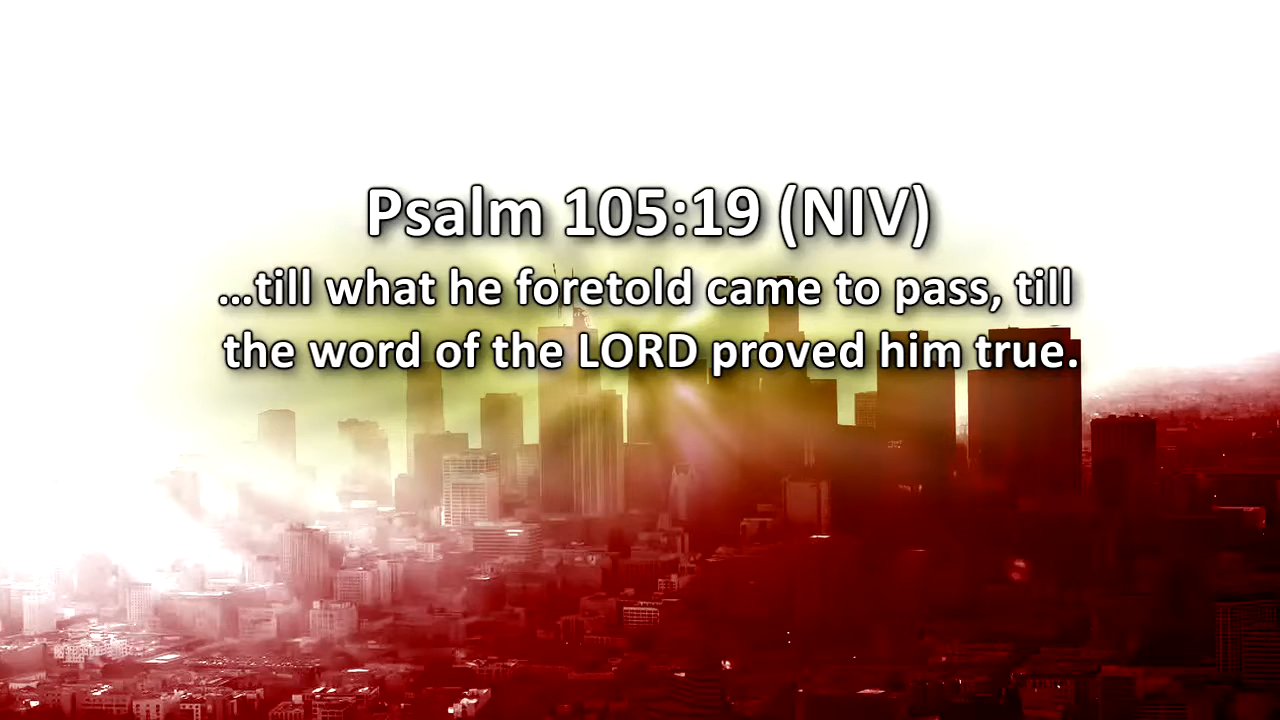 Psalm 105:19 (NIV)
…till what he foretold came to pass, till
the word of the LORD proved him true.